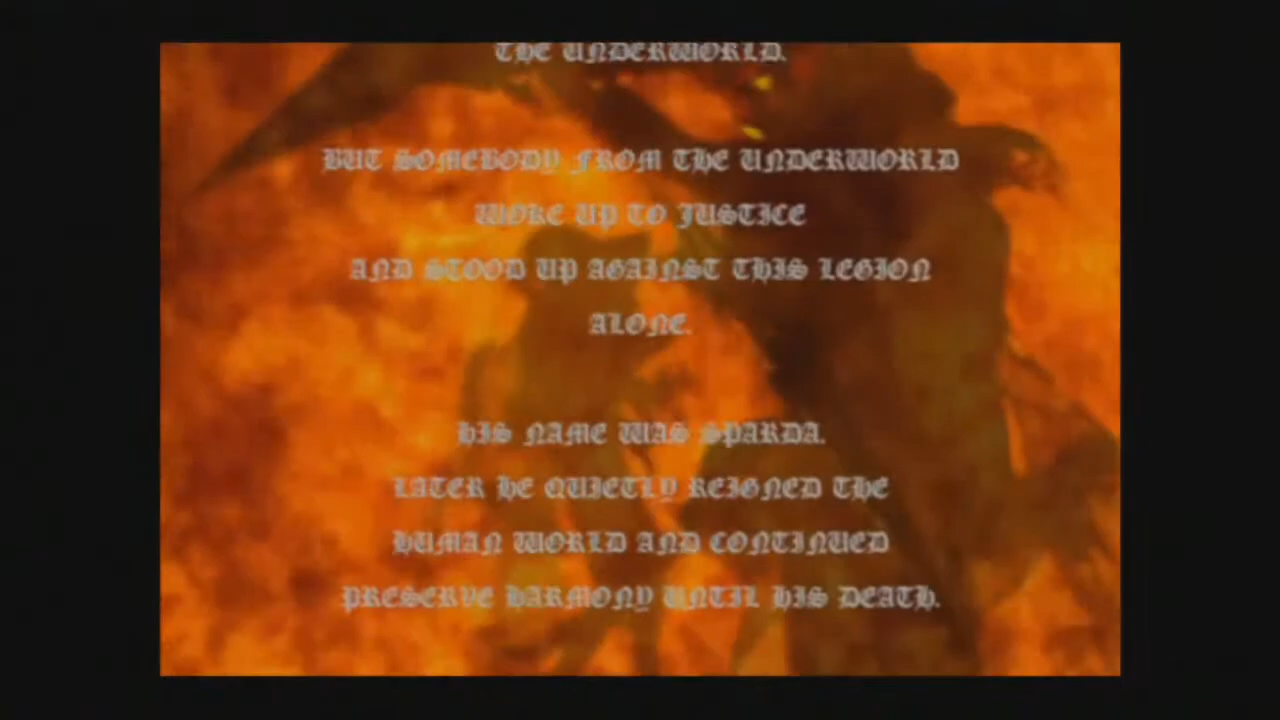 THE UNDERWORLD.
BUT SOMEBODY FROM THE UNDERWORLD
WOKE UP TO JUSTICE
AND STOOD UP AGAINST THIS LEGION
ALONE.
HIS NAME WAS SPARDA.
LATER HE QUIETLY REIGNED THE
HUMAN WORLD AND CONTINUED
PRESERVE HARMONY UNTIL HIS DEATH.